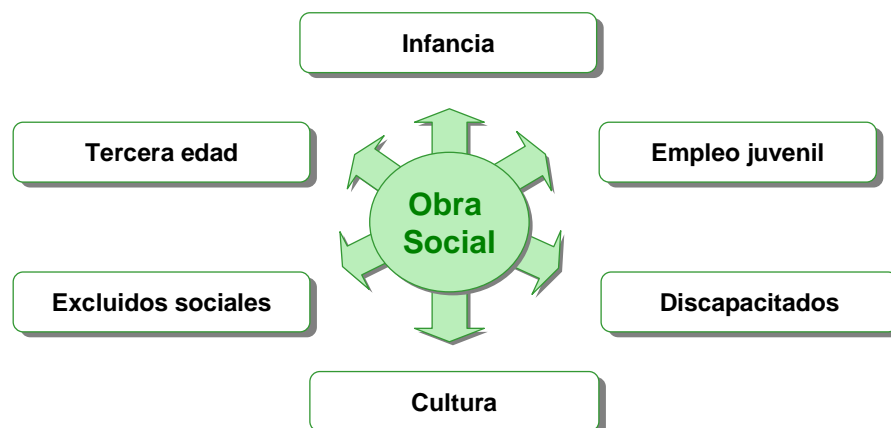 Infancia
Tercera edad
Empleo juvenil
Obra
Social
Excluidos sociales
Discapacitados
Cultura